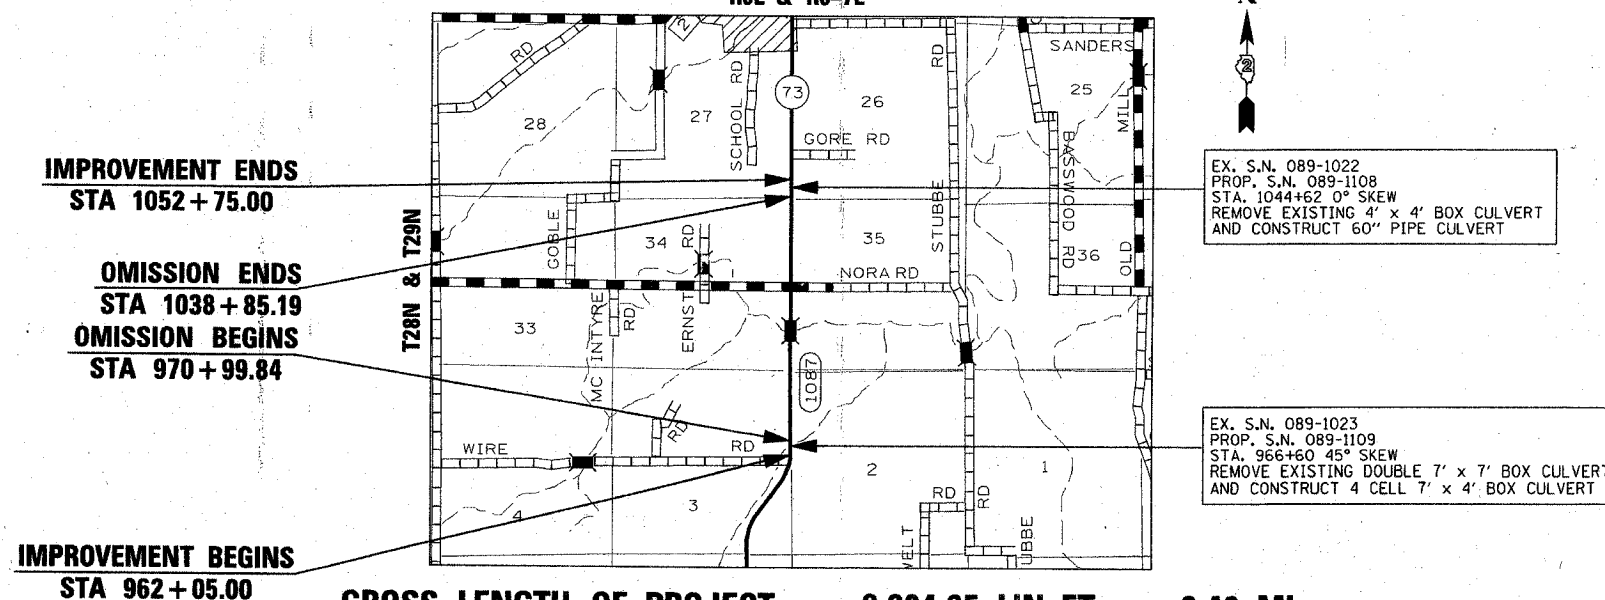 N
IMPROVEMENT ENDS
STA 1052+75.00
OMISSION ENDS
STA 1038+85.19
OMISSION BEGINS
STA 970+99.84
IMPROVEMENT BEGINS
STA 962+05.00
T28N & T29N
RD
2
28
27
SCHOOL RD
73
26
GORE RD
RD
STUBBE
SANDERS
25
MILL
BASSWOOD RD
OLD
36
GOBLE
34
RD
ERNST
35
NORA RD
33
MC INTYRE
RD
1087
WIRE
RD
RD
4
3
2
1
RD
RD
WELT
UBBE
2
EX. S.N. 089-1022
PROP. S.N. 089-1108
STA. 1044+62 0° SKEW
REMOVE EXISTING 4' x 4' BOX CULVERT
AND CONSTRUCT 60" PIPE CULVERT
EX. S.N. 089-1023
PROP. S.N. 089-1109
STA. 966+60 45° SKEW
REMOVE EXISTING DOUBLE 7' x 7' BOX CULVERT
AND CONSTRUCT 4 CELL 7' x 4' BOX CULVERT